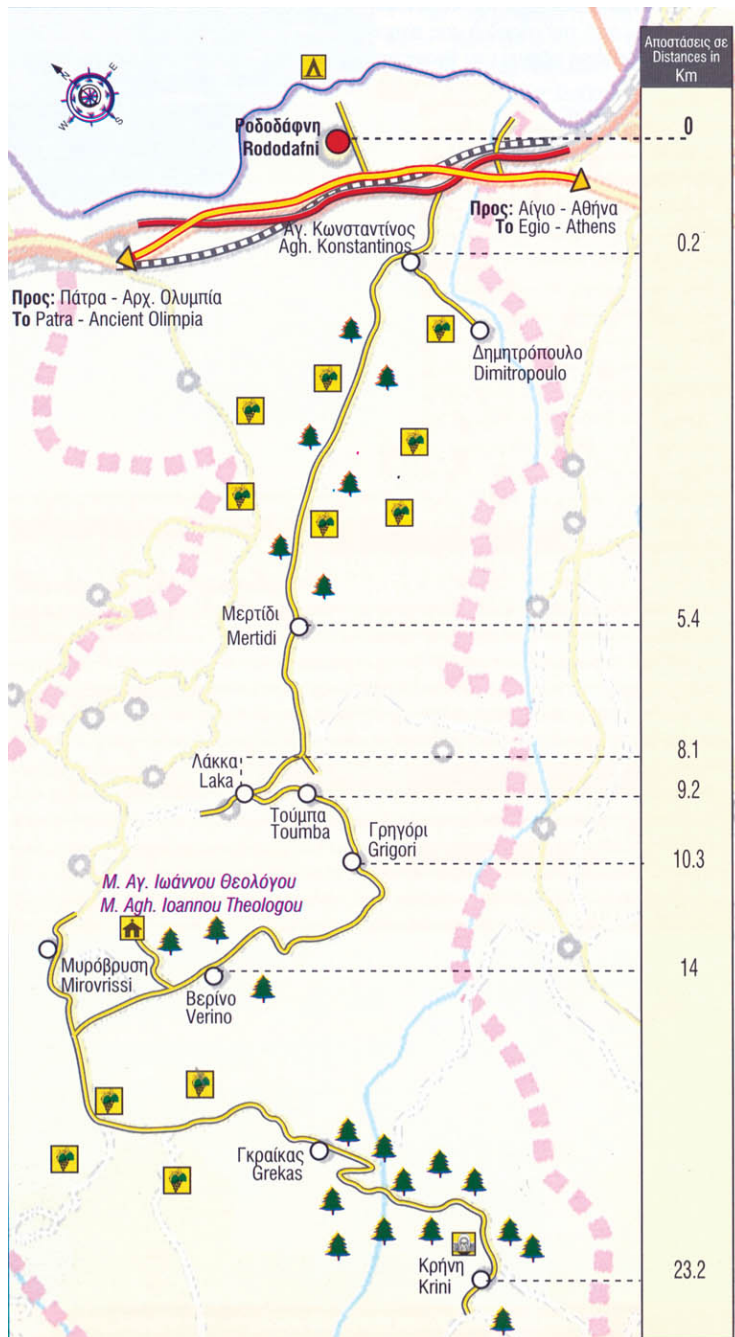 Αποστάσεις σε
Distances in
Km
N
E
W
S
Ροδοδάφνη
Rododafni
0
Προς: Αίγιο - Αθήνα
To Egio - Athens
Αγ. Κωνσταντίνος
Agh. Konstantinos
0.2
Προς: Πάτρα - Αρχ. Ολυμπία
To Patra - Ancient Olimpia
Δημητρόπουλο
Dimitropoulo
Μερτίδι
Mertidi
5.4
8.1
Λάκκα
Laka
9.2
Τούμπα
Toumba
Γρηγόρι
Grigori
10.3
Μ. Αγ. Ιωάννου Θεολόγου
M. Agh. Ioannou Theologou
Μυρόβρυση
Mirovrissi
14
Βερίνο
Verino
Γκραίκας
Grekas
Κρήνη
Krini
23.2